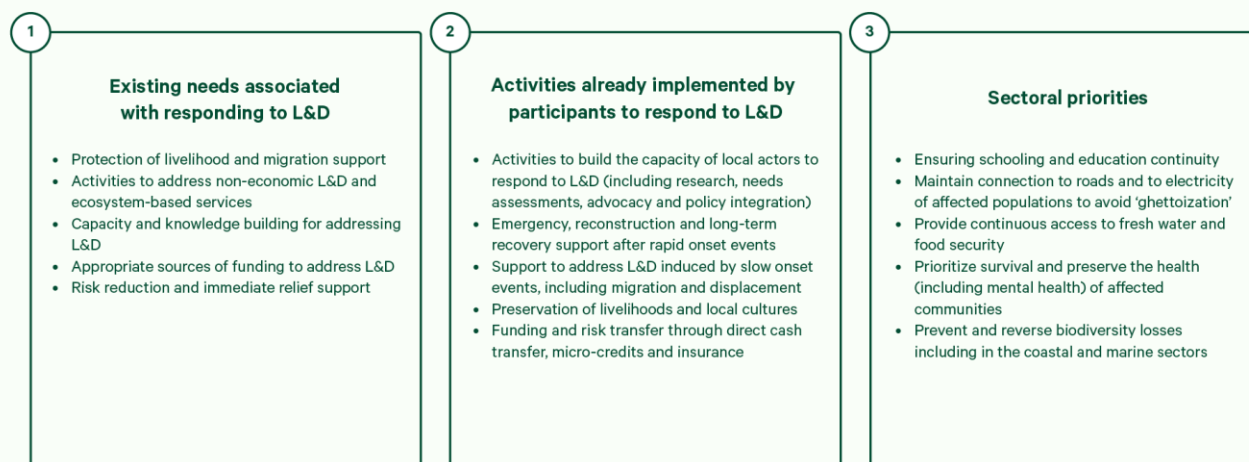 1
Existing needs associated
with responding to L&D
• Protection of livelihood and migration support
• Activities to address non-economic L&D and
ecosystem-based services
• Capacity and knowledge building for addressing
L&D
• Appropriate sources of funding to address L&D
• Risk reduction and immediate relief support
2
Activities already implemented by
participants to respond to L&D
• Activities to build the capacity of local actors to
respond to L&D (including research, needs
assessments, advocacy and policy integration)
• Emergency, reconstruction and long-term
recovery support after rapid onset events
• Support to address L&D induced by slow onset
events, including migration and displacement
• Preservation of livelihoods and local cultures
• Funding and risk transfer through direct cash
transfer, micro-credits and insurance
3
Sectoral priorities
• Ensuring schooling and education continuity
• Maintain connection to roads and to electricity
of affected populations to avoid ‘ghettoization’
• Provide continuous access to fresh water and
food security
• Prioritize survival and preserve the health
(including mental health) of affected
communities
• Prevent and reverse biodiversity losses
including in the coastal and marine sectors